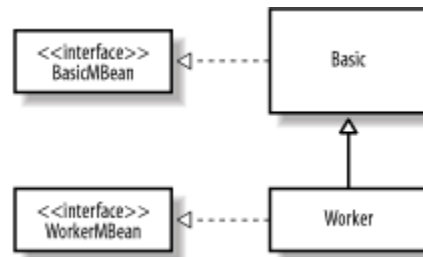 <<interface>>
BasicMBean
Basic
<<interface>>
WorkerMBean
Worker